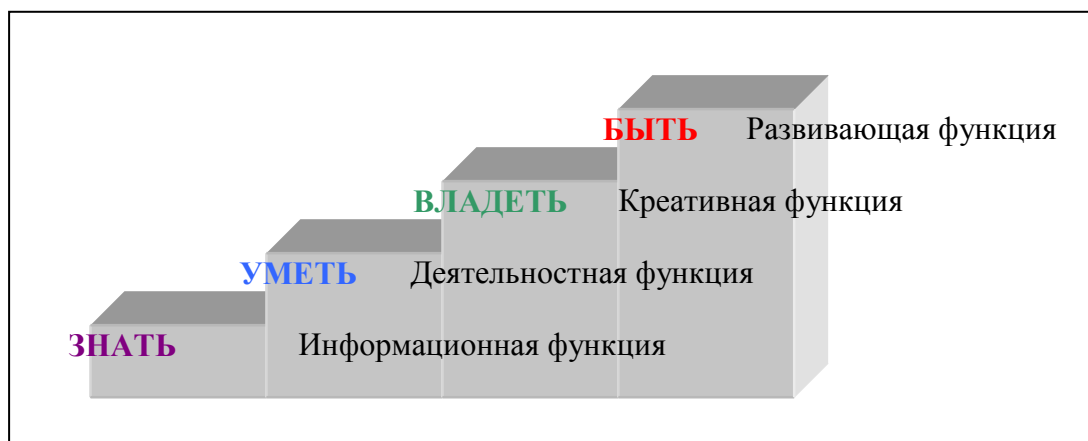 БЫТЬ Развивающая функция
ВЛАДЕТЬ Креативная функция
УМЕТЬ Деятельностная функция
ЗНАТЬ Информационная функция